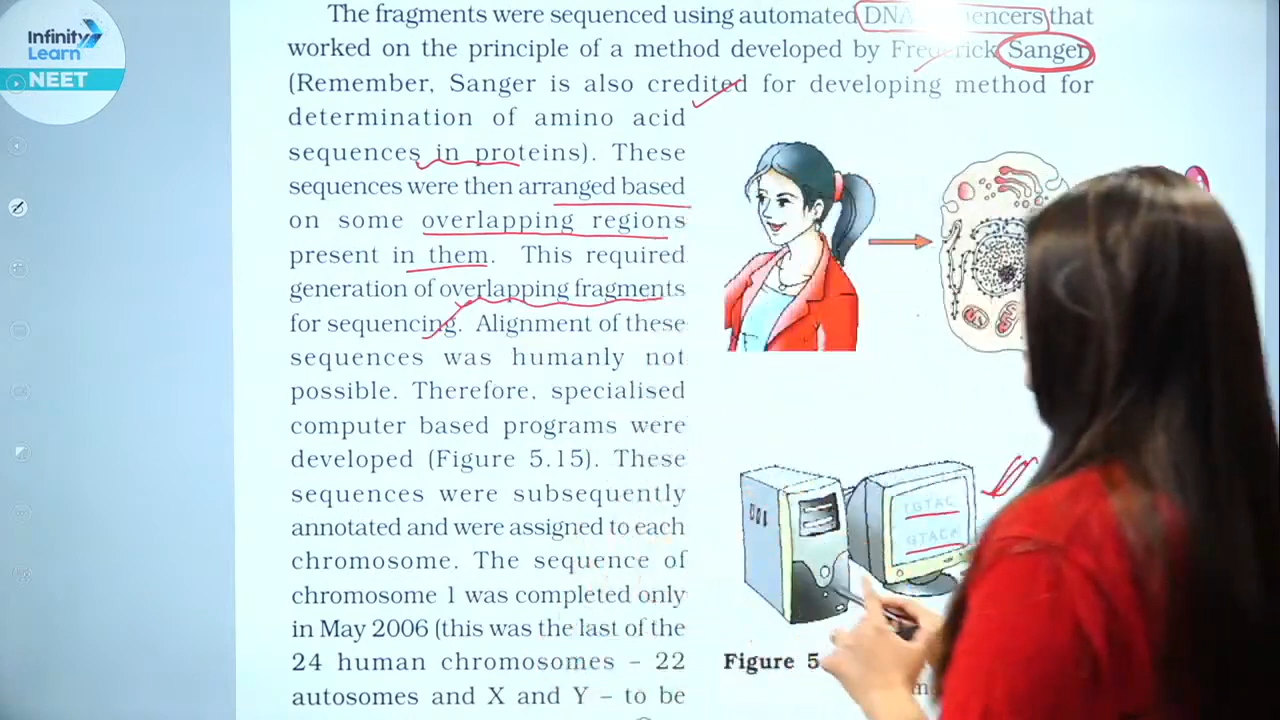 Infinity
Learn
NEET
The fragments were sequenced using automated DNA that
worked on the principle of a method developed by Frederick Sanger
(Remember, Sanger is also credited for developing method for
determination of amino acid
sequences in proteins). These
sequences were then arranged based
on some overlapping regions
present in them. This required
generation of overlapping fragments
for sequencing. Alignment of these
sequences was humanly not
possible. Therefore, specialised
computer based programs were
developed (Figure 5.15). These
sequences were subsequently
annotated and were assigned to each
chromosome. The sequence of
chromosome 1 was completed only
in May 2006 (this was the last of the
24 human chromosomes – 22
autosomes and X and Y – to be
Figure 5